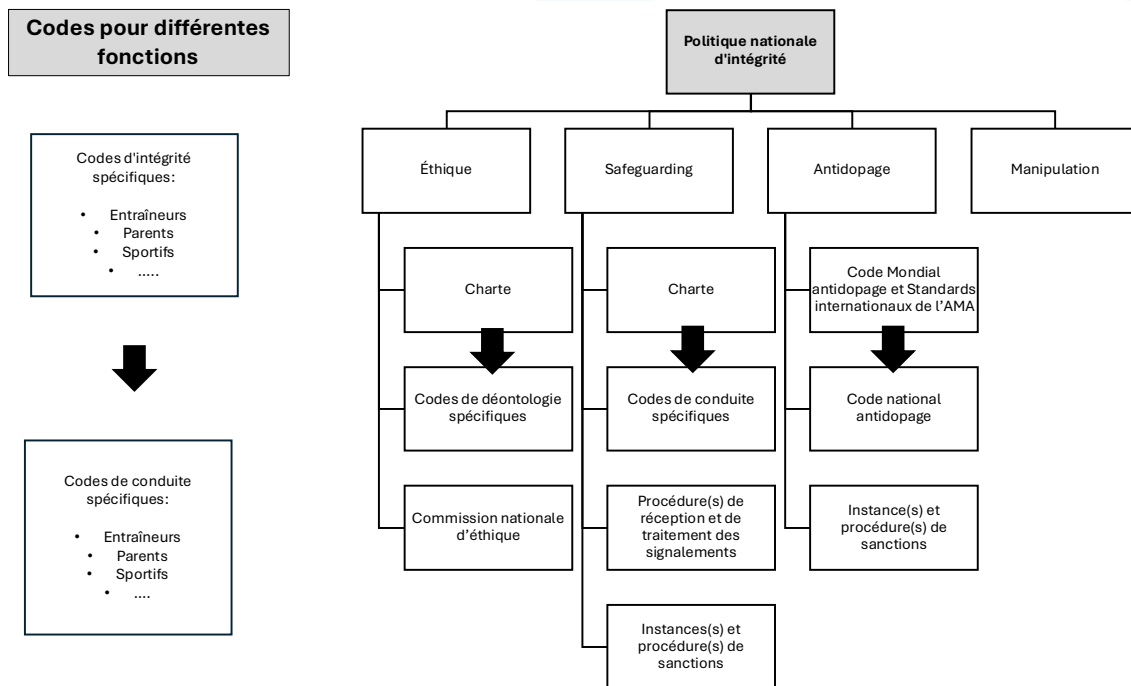 Codes pour différentes
fonctions
Codes d'intégrité
spécifiques:
• Entraîneurs
• Parents
• Sportifs
• .....
Codes de conduite
spécifiques:
• Entraîneurs
• Parents
• Sportifs
• ....
Politique nationale
d'intégrité
Éthique
Safeguarding
Antidopage
Manipulation
Charte
Charte
Code Mondial
antidopage et Standards
internationaux de l'AMA
Codes de déontologie
spécifiques
Codes de conduite
spécifiques
Code national
antidopage
Commission nationale
d'éthique
Procédure(s) de
réception et de
traitement des
signalements
Instance(s) et
procédure(s) de
sanctions
Instances(s) et
procédure(s) de
sanctions